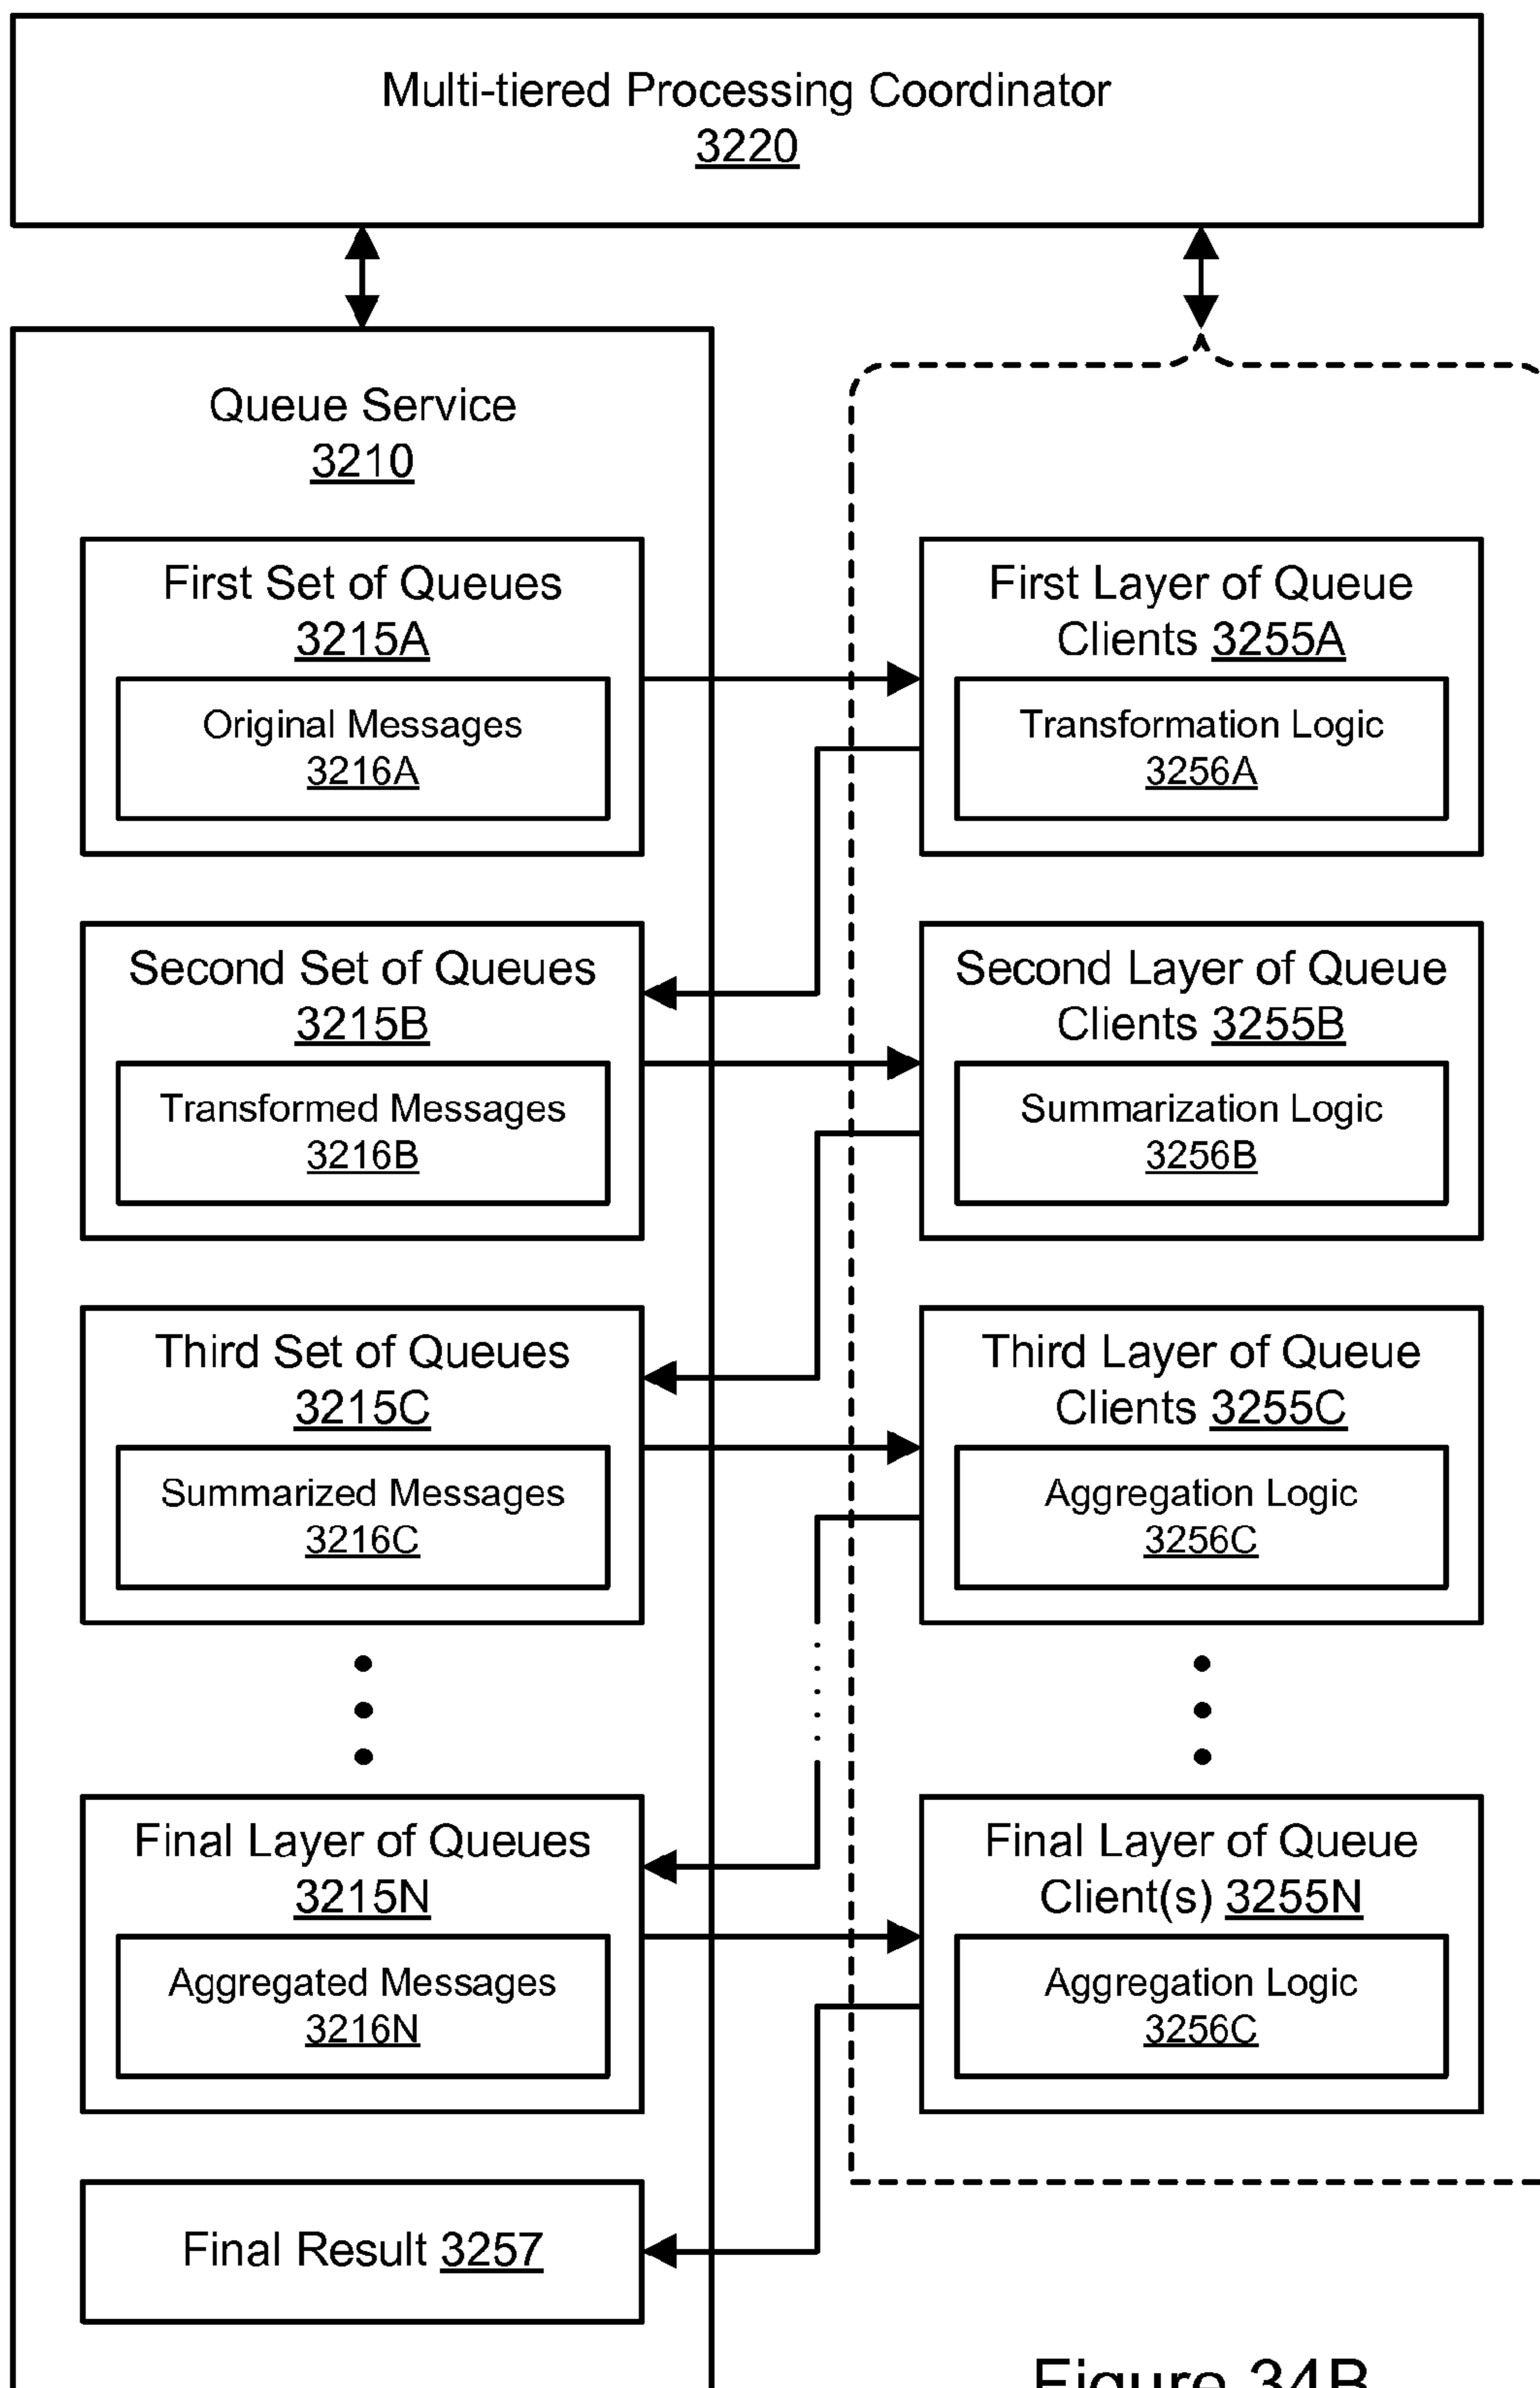 Multi-tiered Processing Coordinator
3220
Queue Service
3210
First Set of Queues
3215A
Original Messages
3216A
First Layer of Queue
Clients 3255A
Transformation Logic
3256A
Second Set of Queues
3215B
Transformed Messages
3216B
Second Layer of Queue
Clients 3255B
Summarization Logic
3256B
Third Set of Queues
3215C
Summarized Messages
3216C
Third Layer of Queue
Clients 3255C
Aggregation Logic
3256C
Final Layer of Queues
3215N
Aggregated Messages
3216N
Final Layer of Queue
Client(s) 3255N
Aggregation Logic
3256C
Final Result 3257
Figure 34B